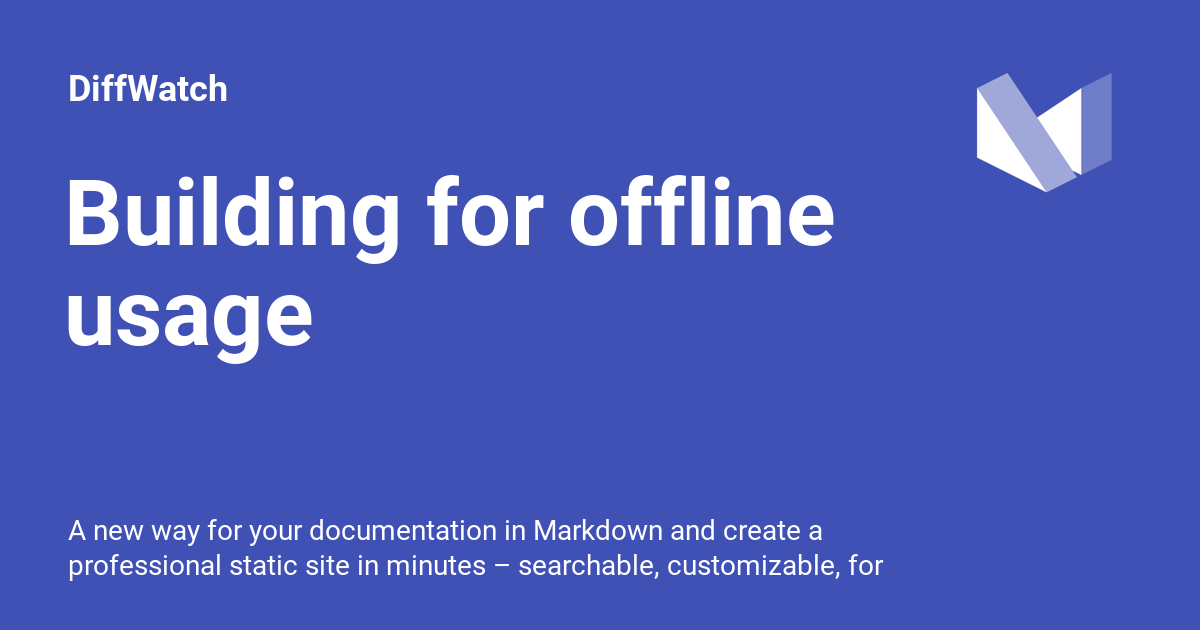 DiffWatch
Building for offline
usage
A new way for your documentation in Markdown and create a
professional static site in minutes – searchable, customizable, for